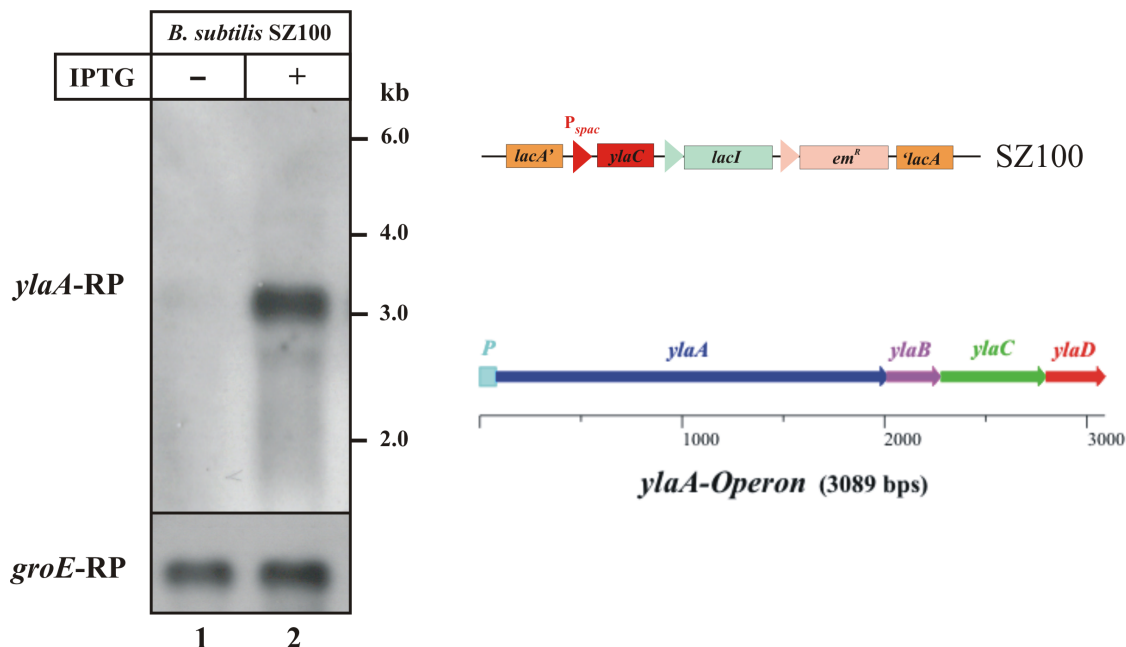 B. subtilis SZ100
IPTG – +
kb
6.0
4.0
ylaA-RP
3.0
2.0
groE-RP
1 2
Pspac
lacA’ ylaC lacI emR ‘lacA SZ100
P ylaA ylaB ylaC ylaD
1000 2000 3000
ylaA-Operon (3089 bps)